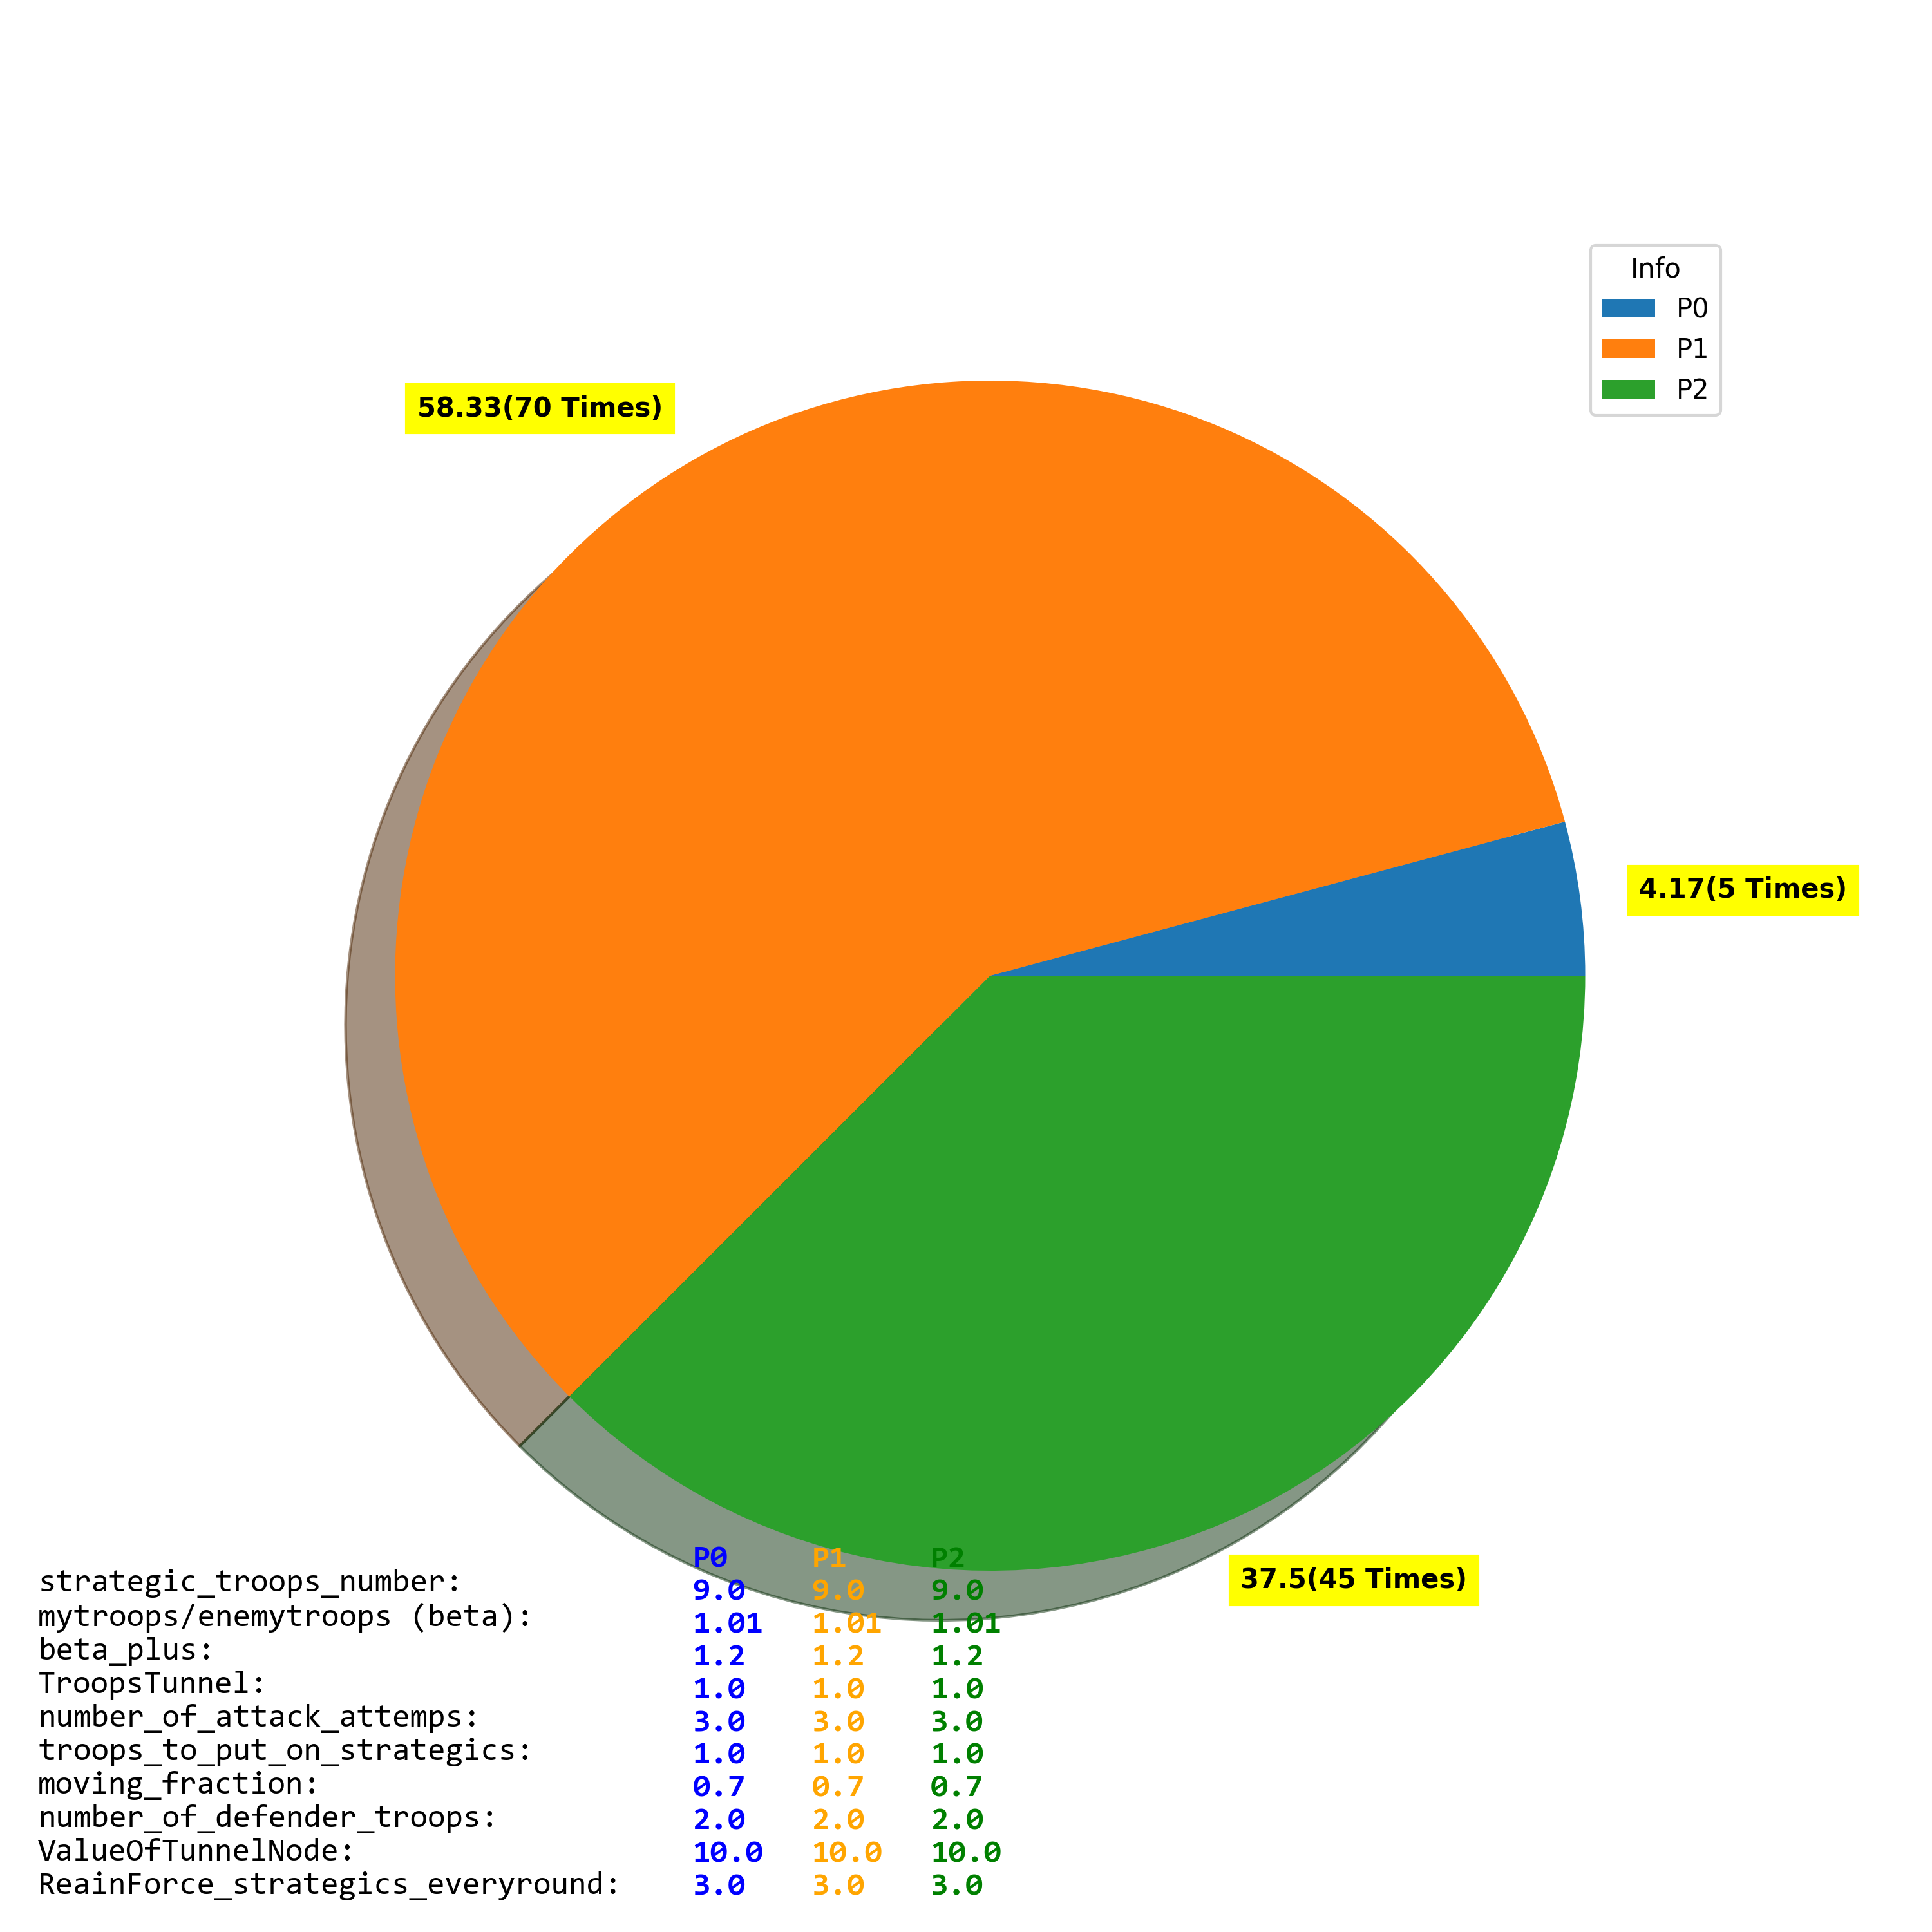 Info
P0
P1
P2
58.33(70 Times)
4.17(5 Times)
37.5(45 Times)
P0 P1 P2
strategic_troops_number: 9.0 9.0 9.0
mytroops/enemytroops (beta): 1.01 1.01 1.01
beta_plus: 1.2 1.2 1.2
TroopsTunnel: 1.0 1.0 1.0
number_of_attack_attemps: 3.0 3.0 3.0
troops_to_put_on_strategics: 1.0 1.0 1.0
moving_fraction: 0.7 0.7 0.7
number_of_defender_troops: 2.0 2.0 2.0
ValueOfTunnelNode: 10.0 10.0 10.0
ReainForce_strategics_everyround: 3.0 3.0 3.0